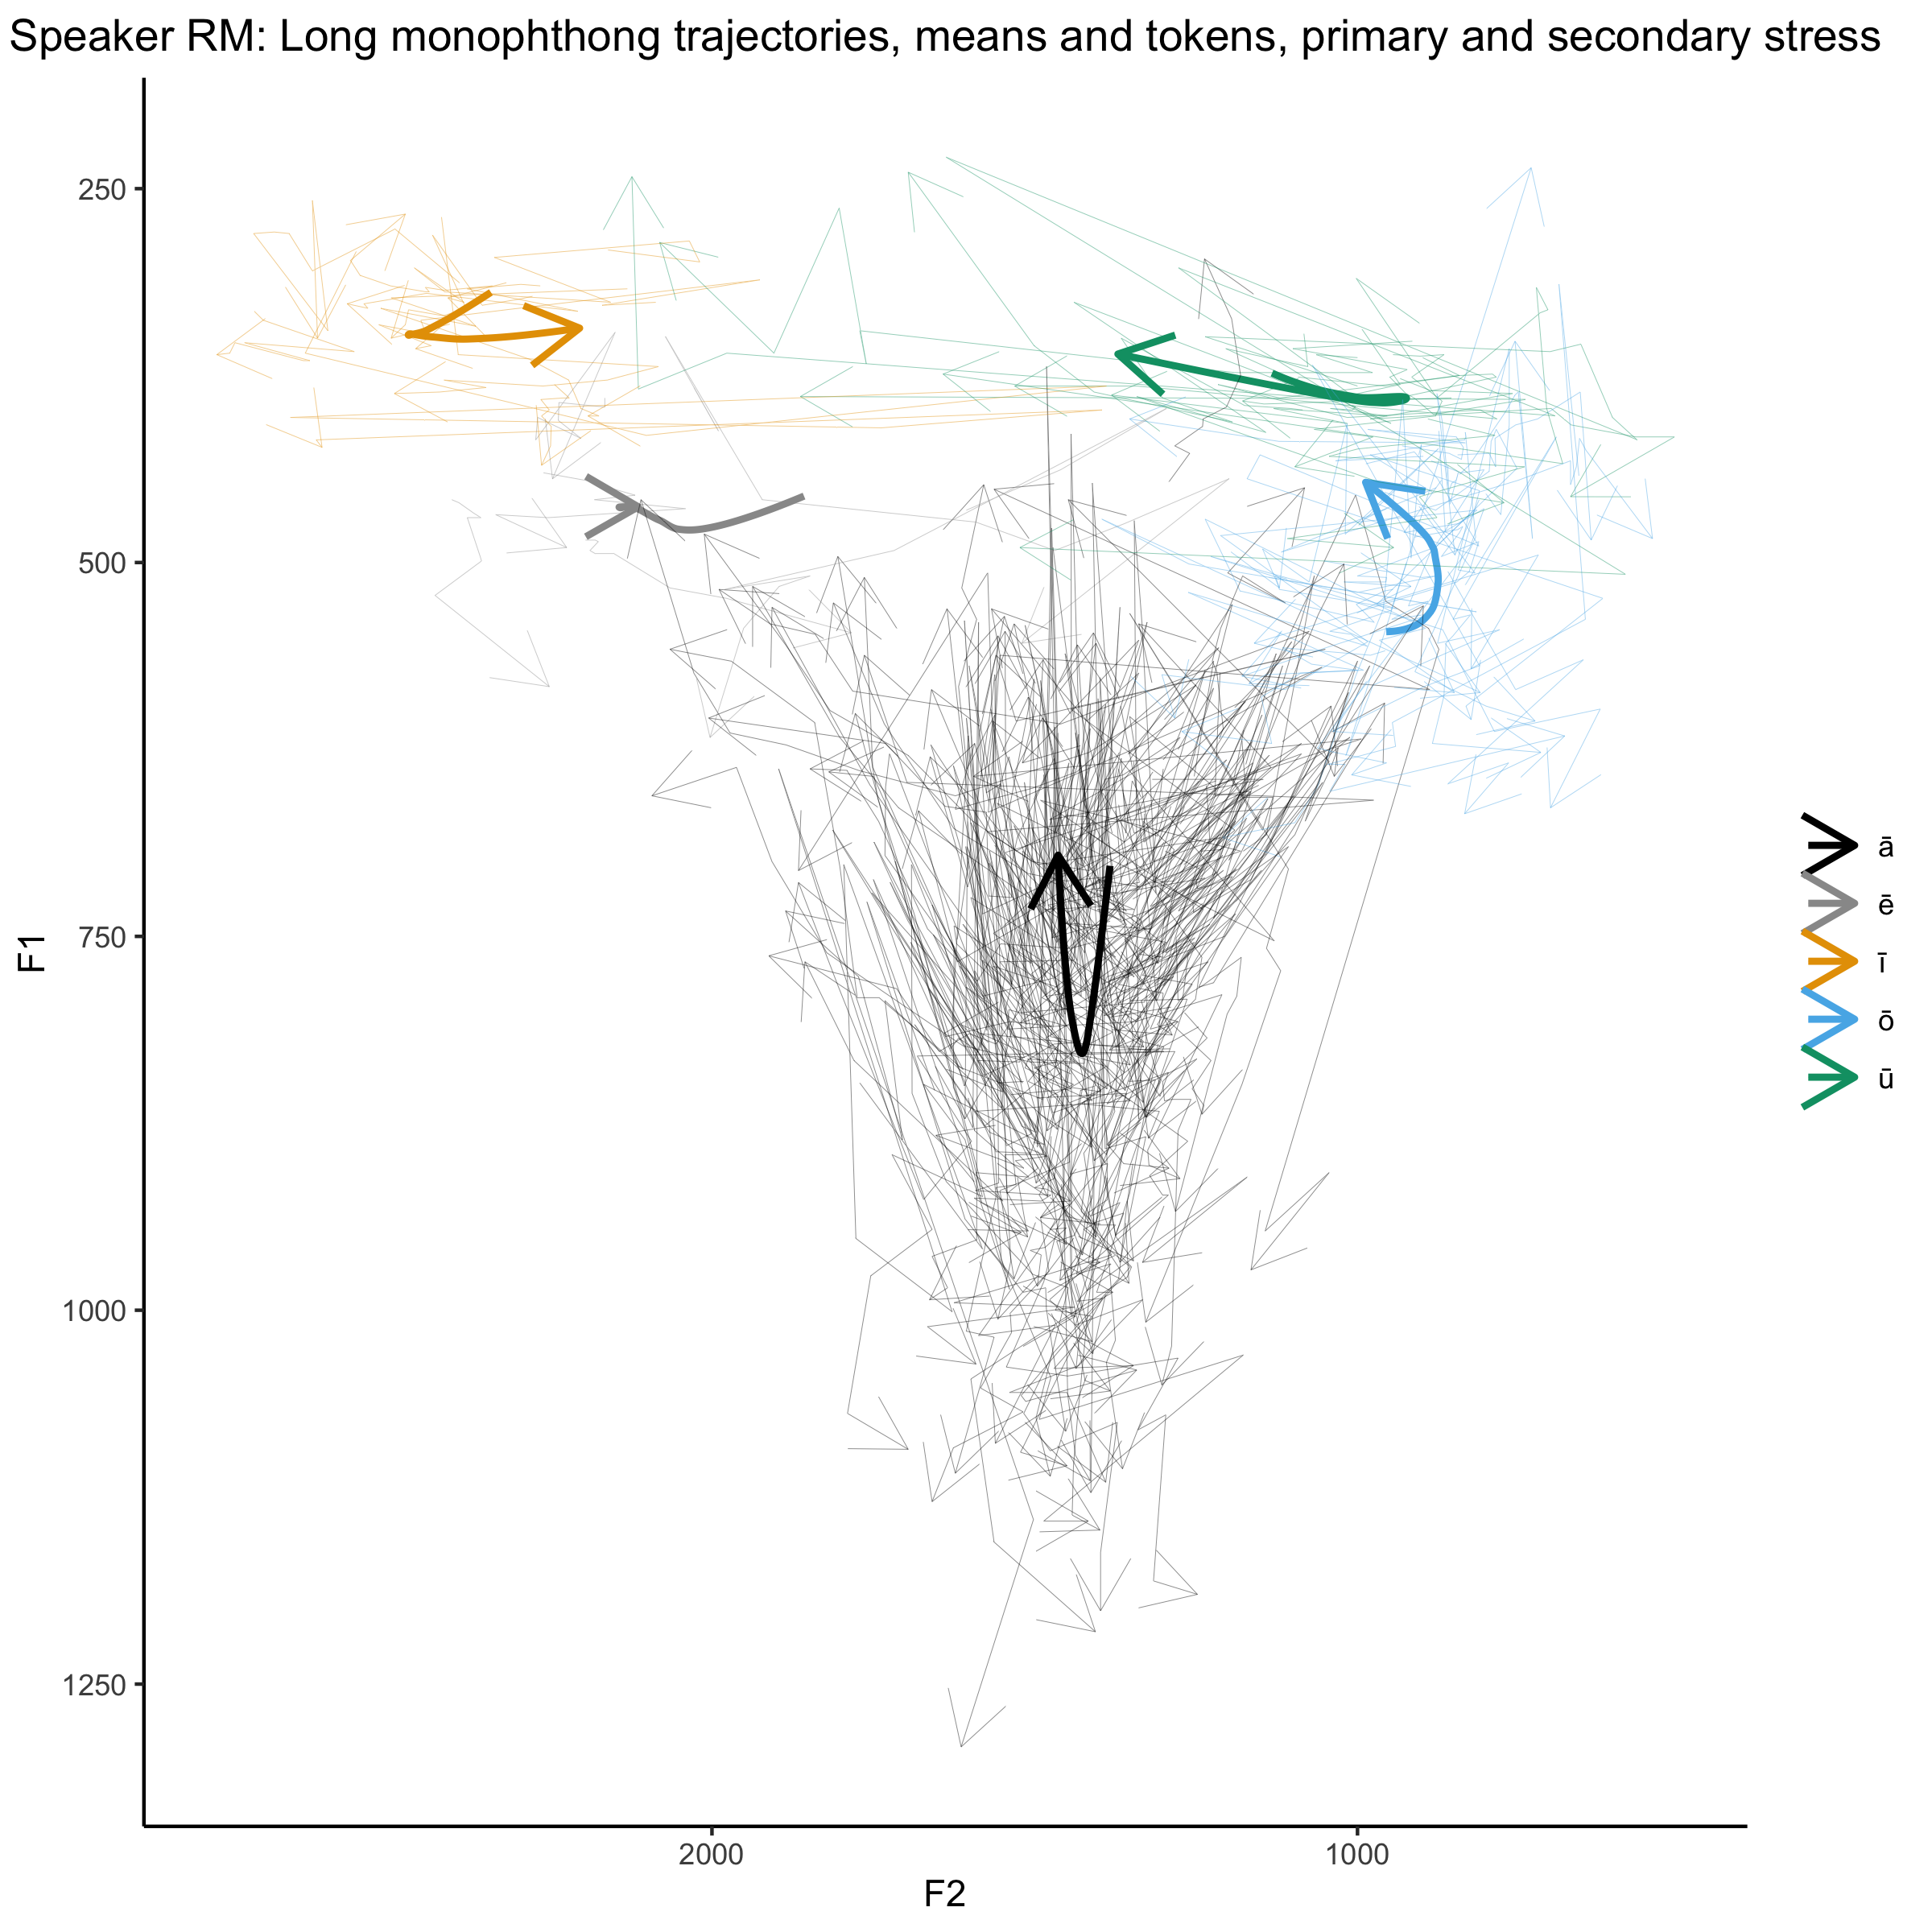 Speaker RM: Long monophthong trajectories, means and tokens, primary and secondary stress
250
500
750
1000
1250
F1
2000
1000
F2
ā
ē
ī
ō
ū